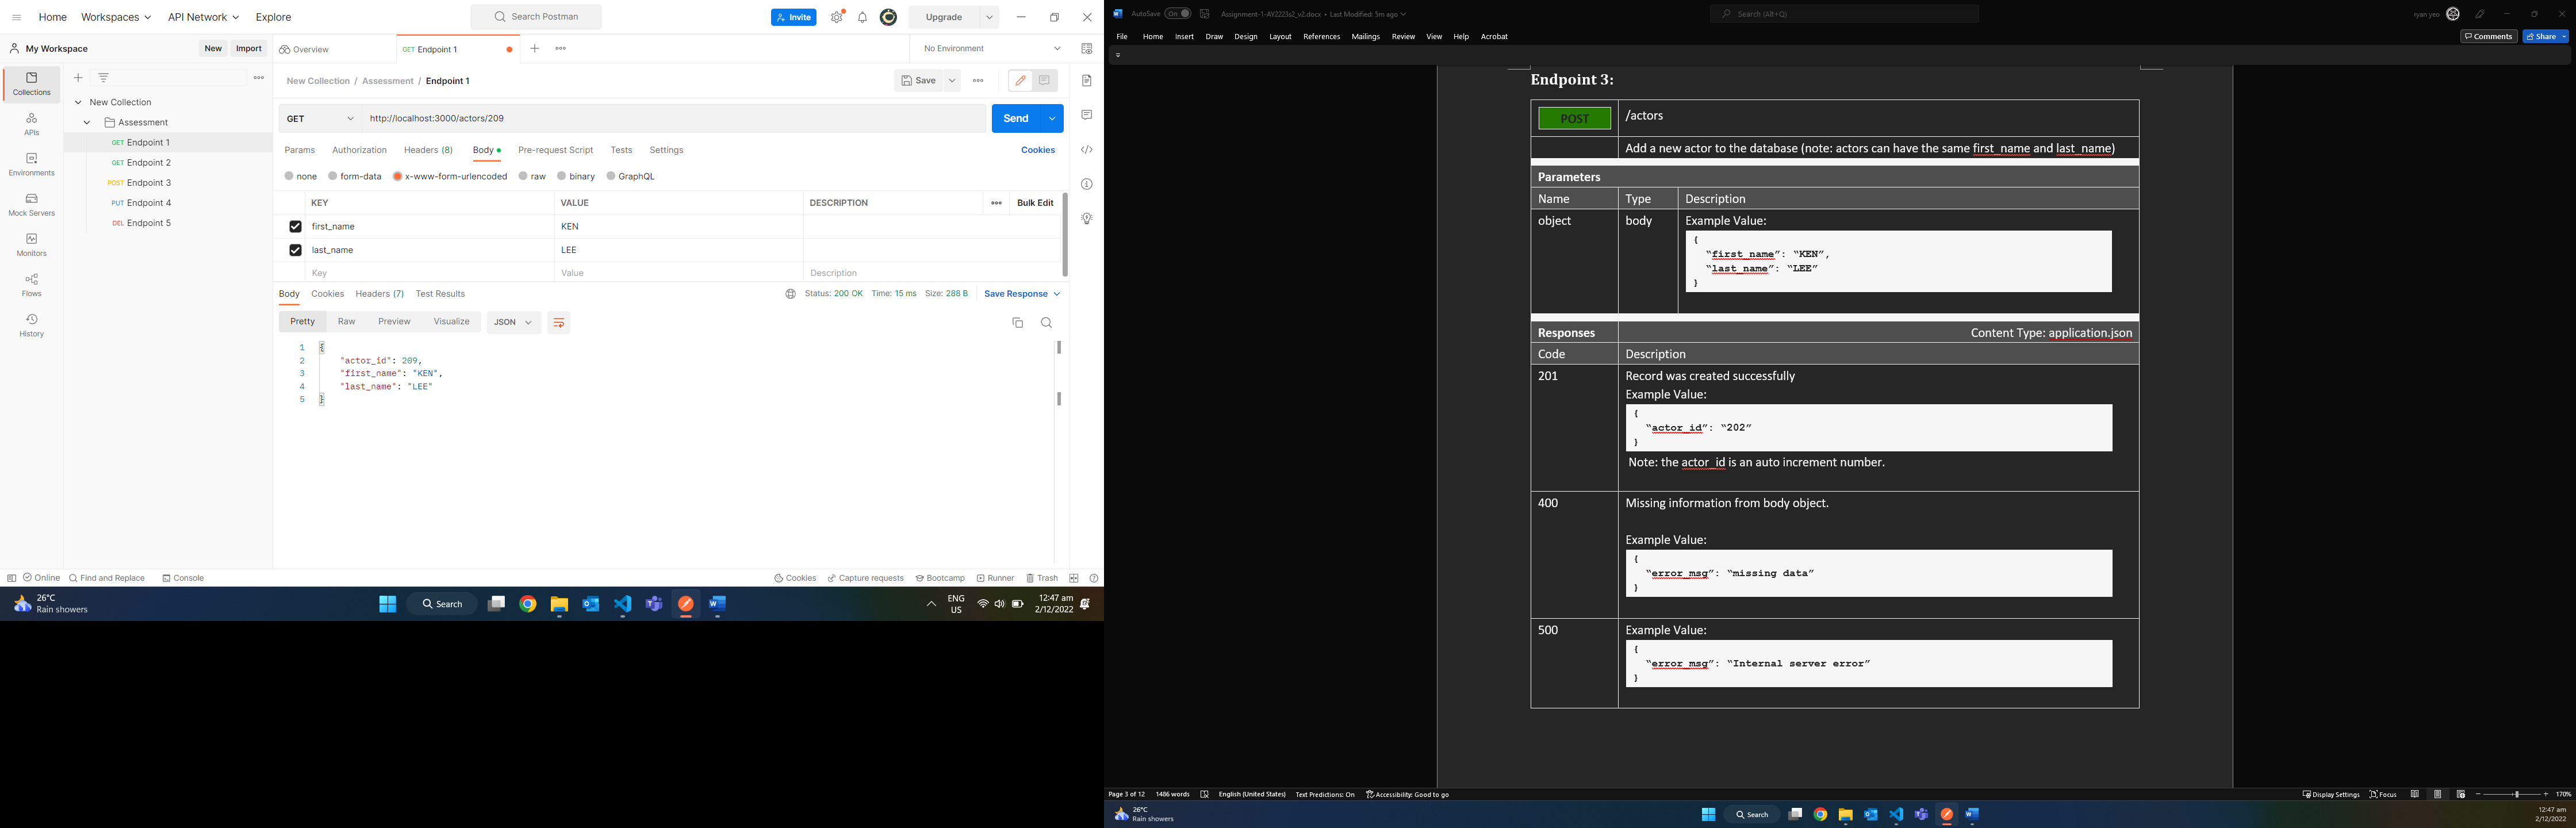 Home Workspaces API Network Explore Search Postman Invite Upgrade
My Workspace New Import Overview GET Endpoint 1 No Environment
New Collection / Assessment / Endpoint 1 Save
Collections
APIs
Environments
Mock Servers
Monitors
Flows
History
New Collection
Assessment
GET Endpoint 1
GET Endpoint 2
POST Endpoint 3
PUT Endpoint 4
DEL Endpoint 5
GET http://localhost:3000/actors/209 Send
Params Authorization Headers (8) Body Pre-request Script Tests Settings Cookies
none form-data x-www-form-urlencoded raw binary GraphQL
KEY VALUE DESCRIPTION Bulk Edit
first_name KEN
last_name LEE
Key Value Description
Body Cookies Headers (7) Test Results Status: 200 OK Time: 15 ms Size: 288 B Save Response
Pretty Raw Preview Visualize JSON
1 {
2 "actor_id": 209,
3 "first_name": "KEN",
4 "last_name": "LEE"
5 }
Online Find and Replace Console Cookies Capture requests Bootcamp Runner Trash
26°C
Rain showers
Search
ENG
US
12:47 am
2/12/2022
AutoSave On Assignment-1-AY2223s2_v2.docx • Last Modified: 5m ago Search (Alt+Q) ryan yeo
File Home Insert Draw Design Layout References Mailings Review View Help Acrobat Comments Share
Endpoint 3:
POST /actors
Add a new actor to the database (note: actors can have the same first_name and last_name)
Parameters
Name Type Description
object body Example Value:
{
“first_name”: “KEN”,
“last_name”: “LEE”
}
Responses Content Type: application.json
Code Description
201 Record was created successfully
Example Value:
{
“actor_id”: “202”
}
Note: the actor_id is an auto increment number.
400 Missing information from body object.
Example Value:
{
“error_msg”: “missing data”
}
500 Example Value:
{
“error_msg”: “Internal server error”
}
Page 3 of 12 1486 words English (United States) Text Predictions: On Accessibility: Good to go Display Settings Focus 170%
26°C
Rain showers
Search
12:47 am
2/12/2022